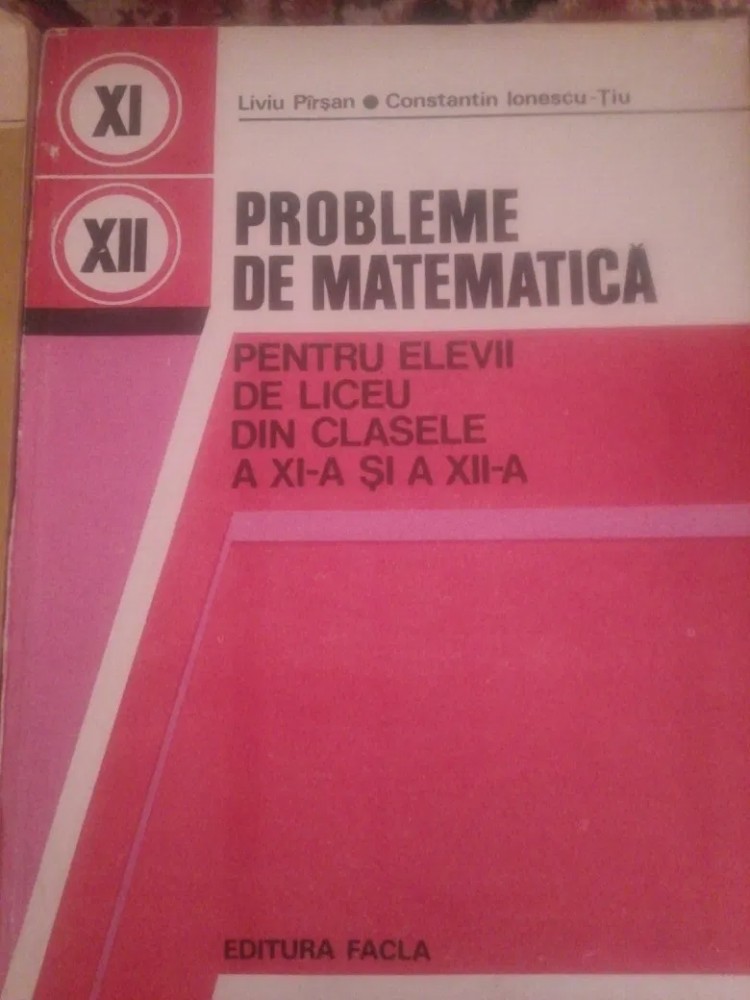 XI
XII
Liviu Pîrşan ● Constantin Ionescu-Ţiu
PROBLEME
DE MATEMATICĂ
PENTRU ELEVII
DE LICEU
DIN CLASELE
A XI-A ŞI A XII-A
EDITURA FACLA